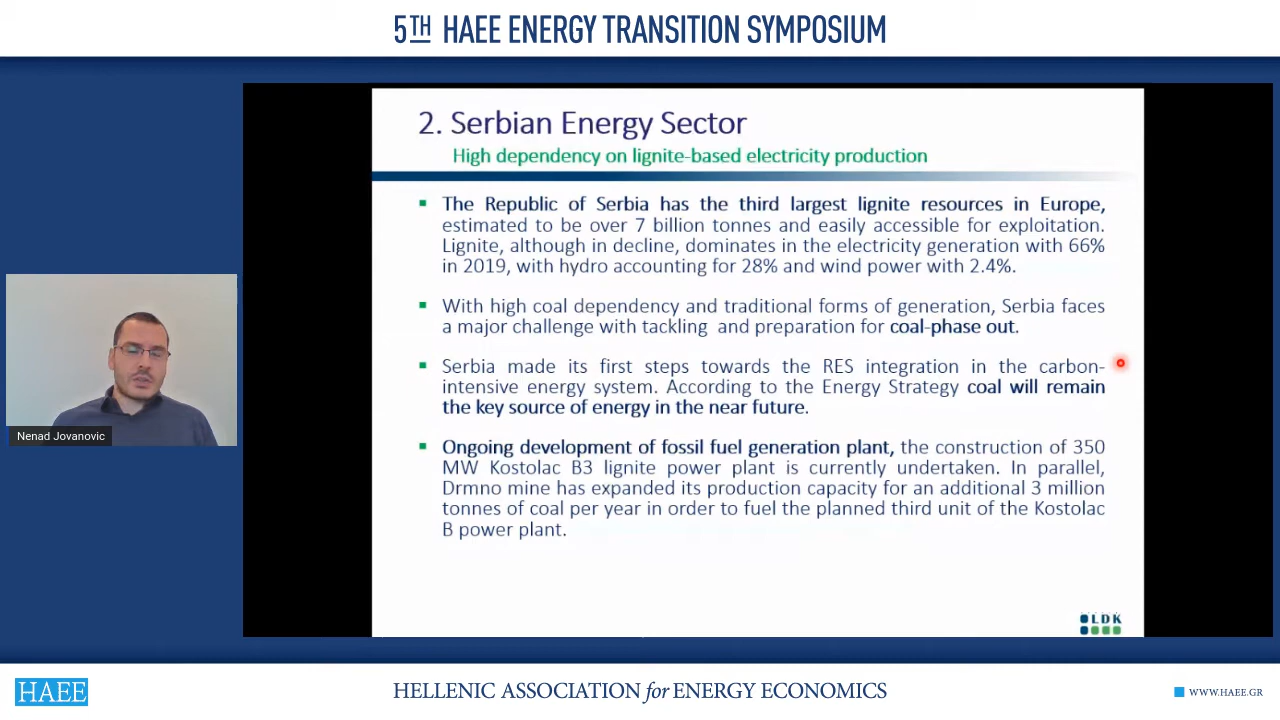 5TH HAEE ENERGY TRANSITION SYMPOSIUM
2. Serbian Energy Sector
High dependency on lignite-based electricity production
The Republic of Serbia has the third largest lignite resources in Europe,
estimated to be over 7 billion tonnes and easily accessible for exploitation.
Lignite, although in decline, dominates in the electricity generation with 66%
in 2019, with hydro accounting for 28% and wind power with 2.4%.
With high coal dependency and traditional forms of generation, Serbia faces
a major challenge with tackling and preparation for coal-phase out.
Serbia made its first steps towards the RES integration in the carbon-
intensive energy system. According to the Energy Strategy coal will remain
the key source of energy in the near future.
Ongoing development of fossil fuel generation plant, the construction of 350
MW Kostolac B3 lignite power plant is currently undertaken. In parallel,
Drmno mine has expanded its production capacity for an additional 3 million
tonnes of coal per year in order to fuel the planned third unit of the Kostolac
B power plant.
Nenad Jovanovic
LDK
HAEE
HELLENIC ASSOCIATION for ENERGY ECONOMICS
WWW.HAEE.GR